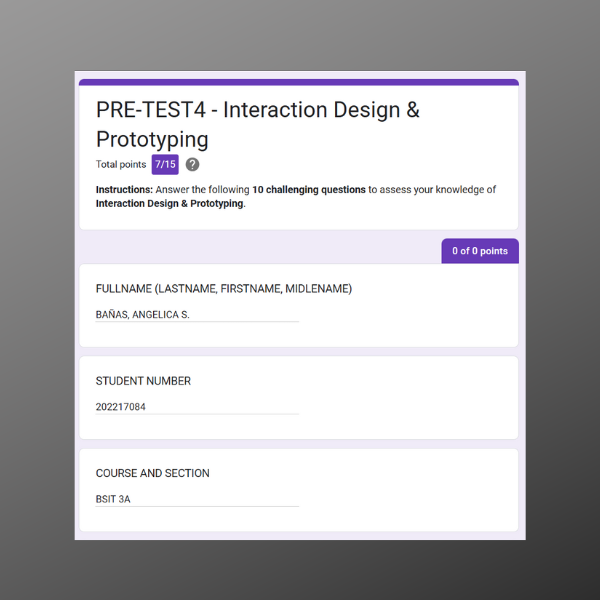 PRE-TEST4 - Interaction Design &
Prototyping
Total points 7/15 ?
Instructions: Answer the following 10 challenging questions to assess your knowledge of
Interaction Design & Prototyping.
0 of 0 points
FULLNAME (LASTNAME, FIRSTNAME, MIDLENAME)
BAÑAS, ANGELICA S.
STUDENT NUMBER
202217084
COURSE AND SECTION
BSIT 3A